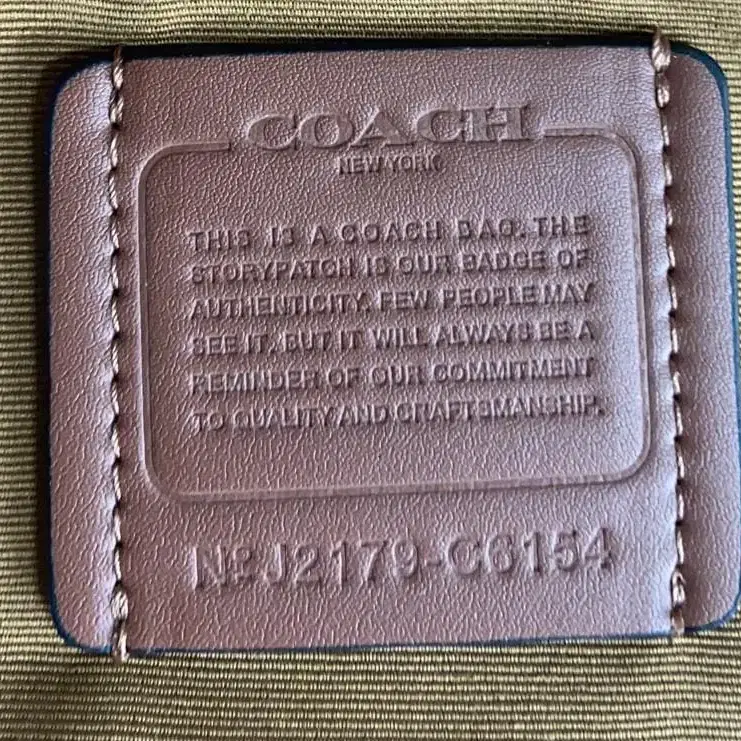 COACH
NEW YORK
THIS IS A COACH BAG. THE
STORYPATCH IS OUR BADGE OF
AUTHENTICITY. FEW PEOPLE MAY
SEE IT. BUT IT WILL ALWAYS BE A
REMINDER OF OUR COMMITMENT
TO QUALITY AND CRAFTSMANSHIP.
Nº J2179-C6154